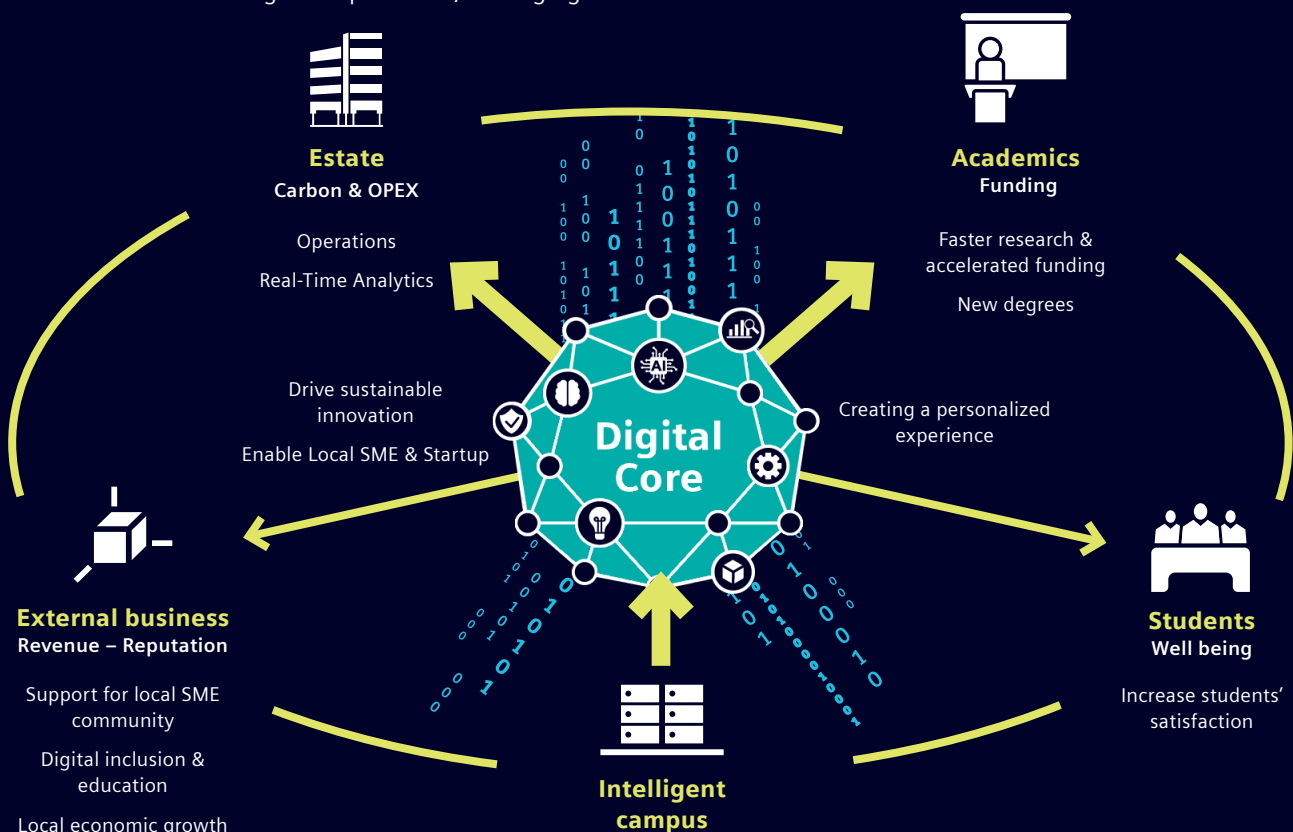 Estate
Carbon & OPEX
Operations
Real-Time Analytics
Academics
Funding
Faster research &
accelerated funding
New degrees
Drive sustainable
innovation
Enable Local SME & Startup
AI
Digital
Core
Creating a personalized
experience
External business
Revenue – Reputation
Support for local SME
community
Digital inclusion &
education
Local economic growth
Students
Well being
Increase students’
satisfaction
Intelligent
campus